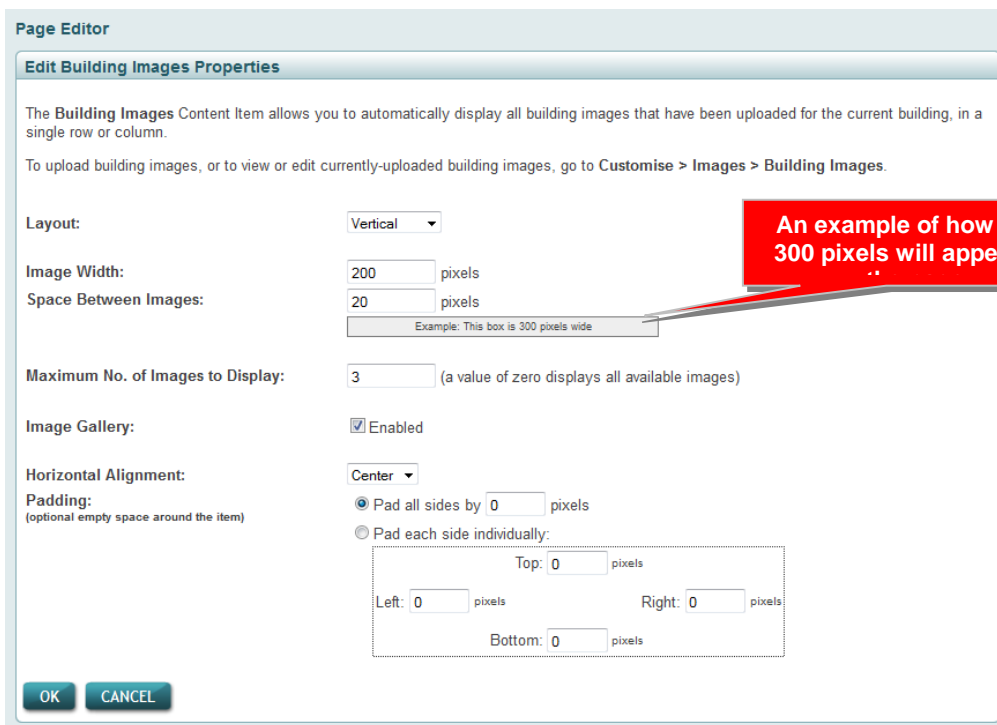 Page Editor
Edit Building Images Properties
The Building Images Content Item allows you to automatically display all building images that have been uploaded for the current building, in a
single row or column.
To upload building images, or to view or edit currently-uploaded building images, go to Customise > Images > Building Images.
Layout: Vertical
An example of how
300 pixels will appe
Image Width: 200 pixels
Space Between Images: 20 pixels
Example: This box is 300 pixels wide
Maximum No. of Images to Display: 3 (a value of zero displays all available images)
Image Gallery: Enabled
Horizontal Alignment: Center
Padding: Pad all sides by 0 pixels
(optional empty space around the item)
Pad each side individually:
Top: 0 pixels
Left: 0 pixels Right: 0 pixels
Bottom: 0 pixels
OK CANCEL